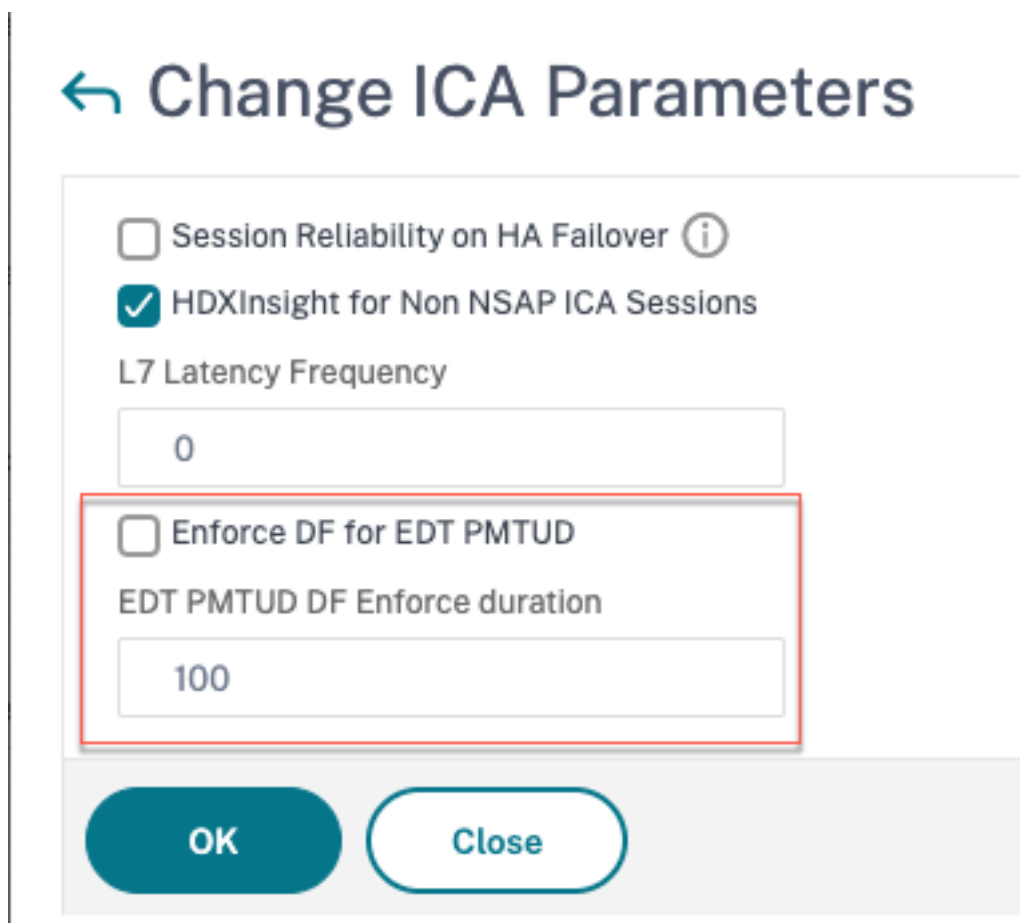 Change ICA Parameters
Session Reliability on HA Failover
HDXInsight for Non NSAP ICA Sessions
L7 Latency Frequency
0
Enforce DF for EDT PMTUD
EDT PMTUD DF Enforce duration
100
OK Close